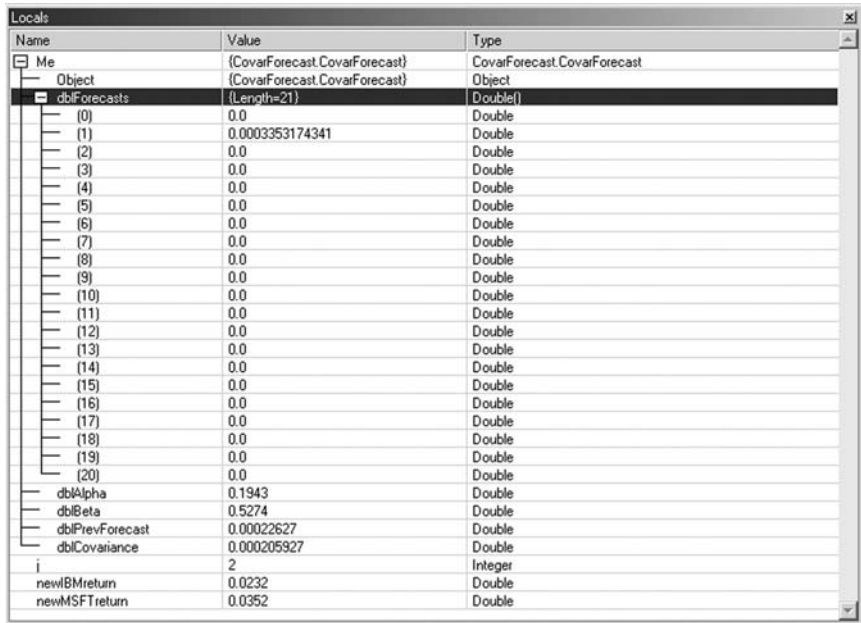 Locals
Name Value Type
Me {CovarForecast.CovarForecast} CovarForecast.CovarForecast
Object {CovarForecast.CovarForecast} Object
dblForecasts {Length=21} Double()
(0) 0.0 Double
(1) 0.0003353174341 Double
(2) 0.0 Double
(3) 0.0 Double
(4) 0.0 Double
(5) 0.0 Double
(6) 0.0 Double
(7) 0.0 Double
(8) 0.0 Double
(9) 0.0 Double
(10) 0.0 Double
(11) 0.0 Double
(12) 0.0 Double
(13) 0.0 Double
(14) 0.0 Double
(15) 0.0 Double
(16) 0.0 Double
(17) 0.0 Double
(18) 0.0 Double
(19) 0.0 Double
(20) 0.0 Double
dblAlpha 0.1943 Double
dblBeta 0.5274 Double
dblPrevForecast 0.00022627 Double
dblCovariance 0.000205927 Double
i 2 Integer
newIBMreturn 0.0232 Double
newMSFTreturn 0.0352 Double